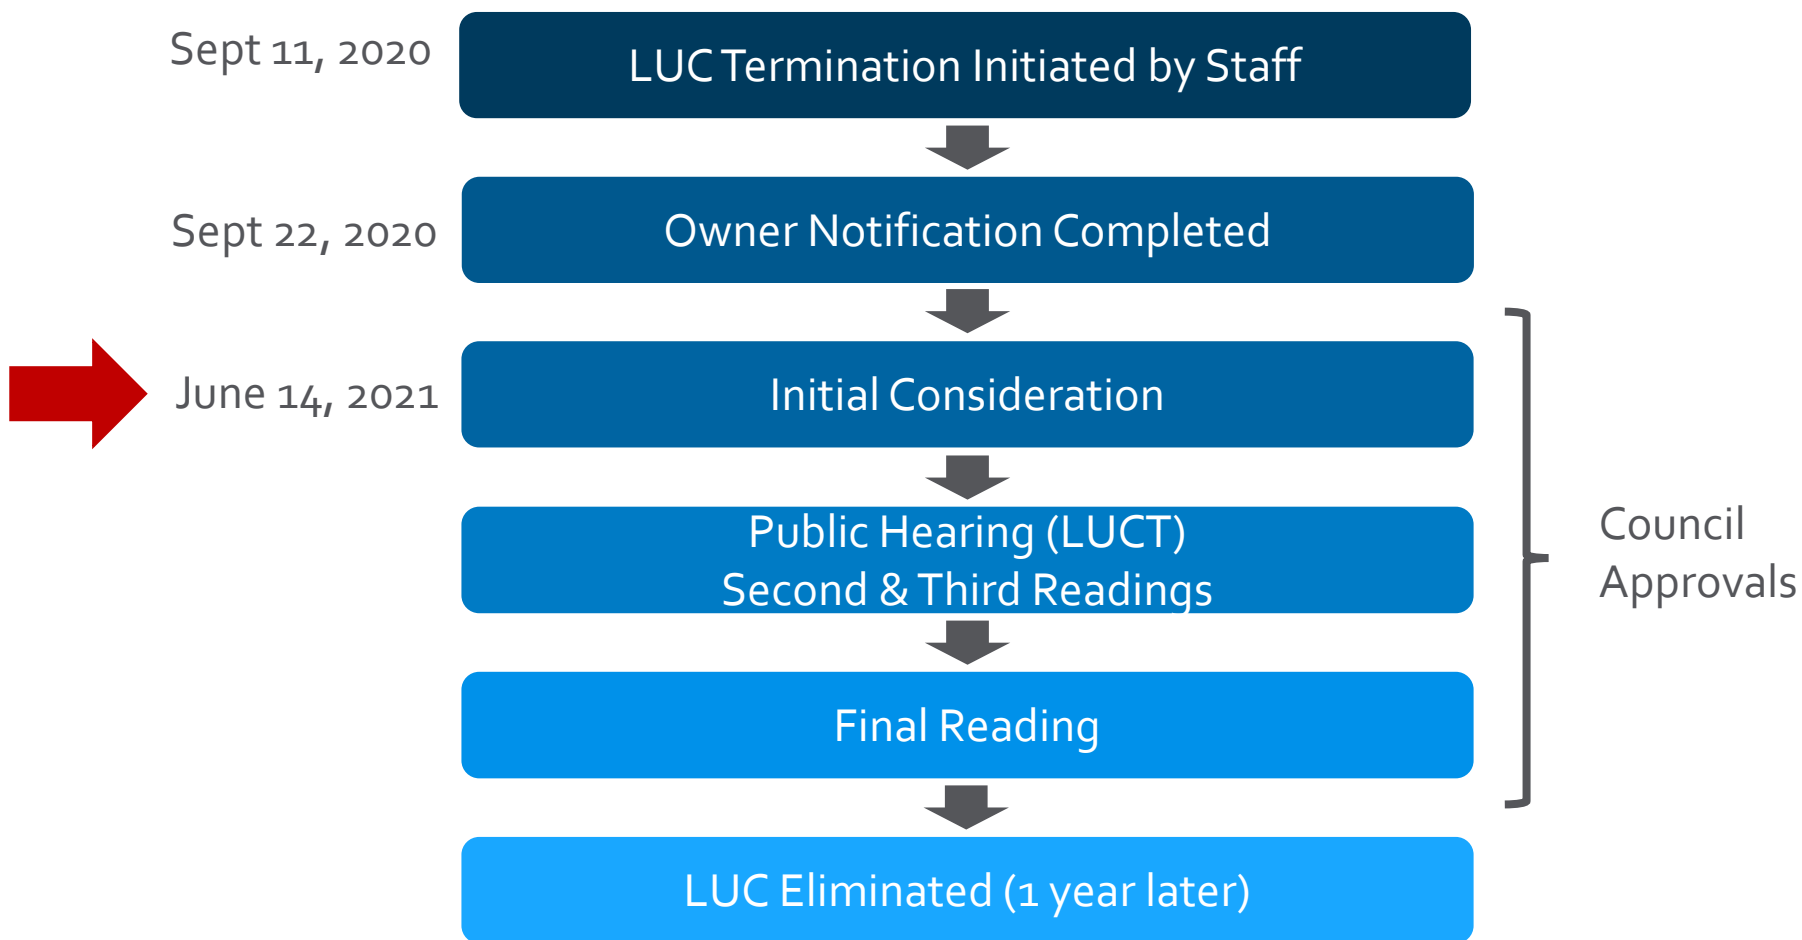 Sept 11, 2020
LUC Termination Initiated by Staff
Sept 22, 2020
Owner Notification Completed
June 14, 2021
Initial Consideration
Public Hearing (LUCT)
Second & Third Readings
Council
Approvals
Final Reading
LUC Eliminated (1 year later)